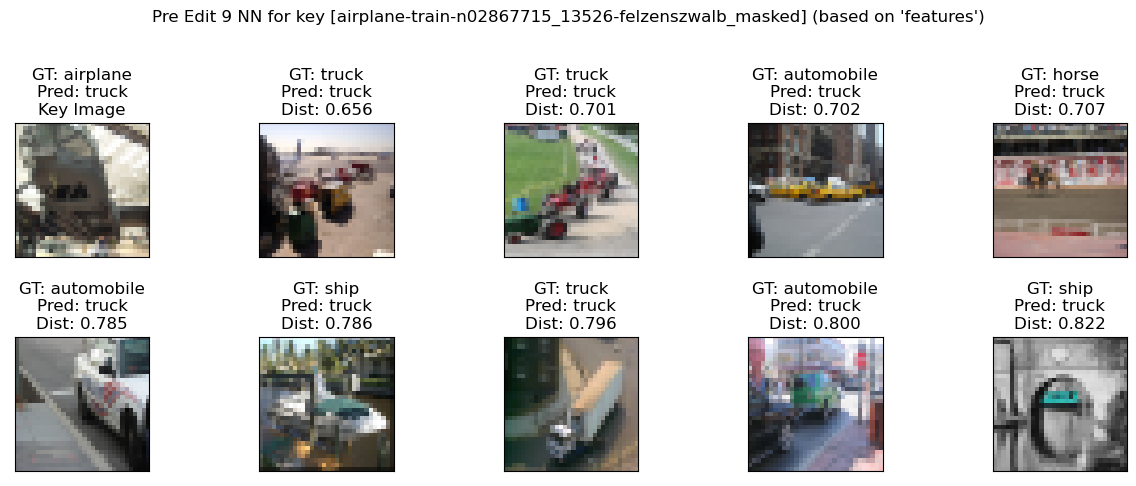 Pre Edit 9 NN for key [airplane-train-n02867715_13526-felzenszwalb_masked] (based on 'features')
GT: airplane
Pred: truck
Key Image
GT: truck
Pred: truck
Dist: 0.656
GT: truck
Pred: truck
Dist: 0.701
GT: automobile
Pred: truck
Dist: 0.702
GT: horse
Pred: truck
Dist: 0.707
GT: automobile
Pred: truck
Dist: 0.785
GT: ship
Pred: truck
Dist: 0.786
GT: truck
Pred: truck
Dist: 0.796
GT: automobile
Pred: truck
Dist: 0.800
GT: ship
Pred: truck
Dist: 0.822